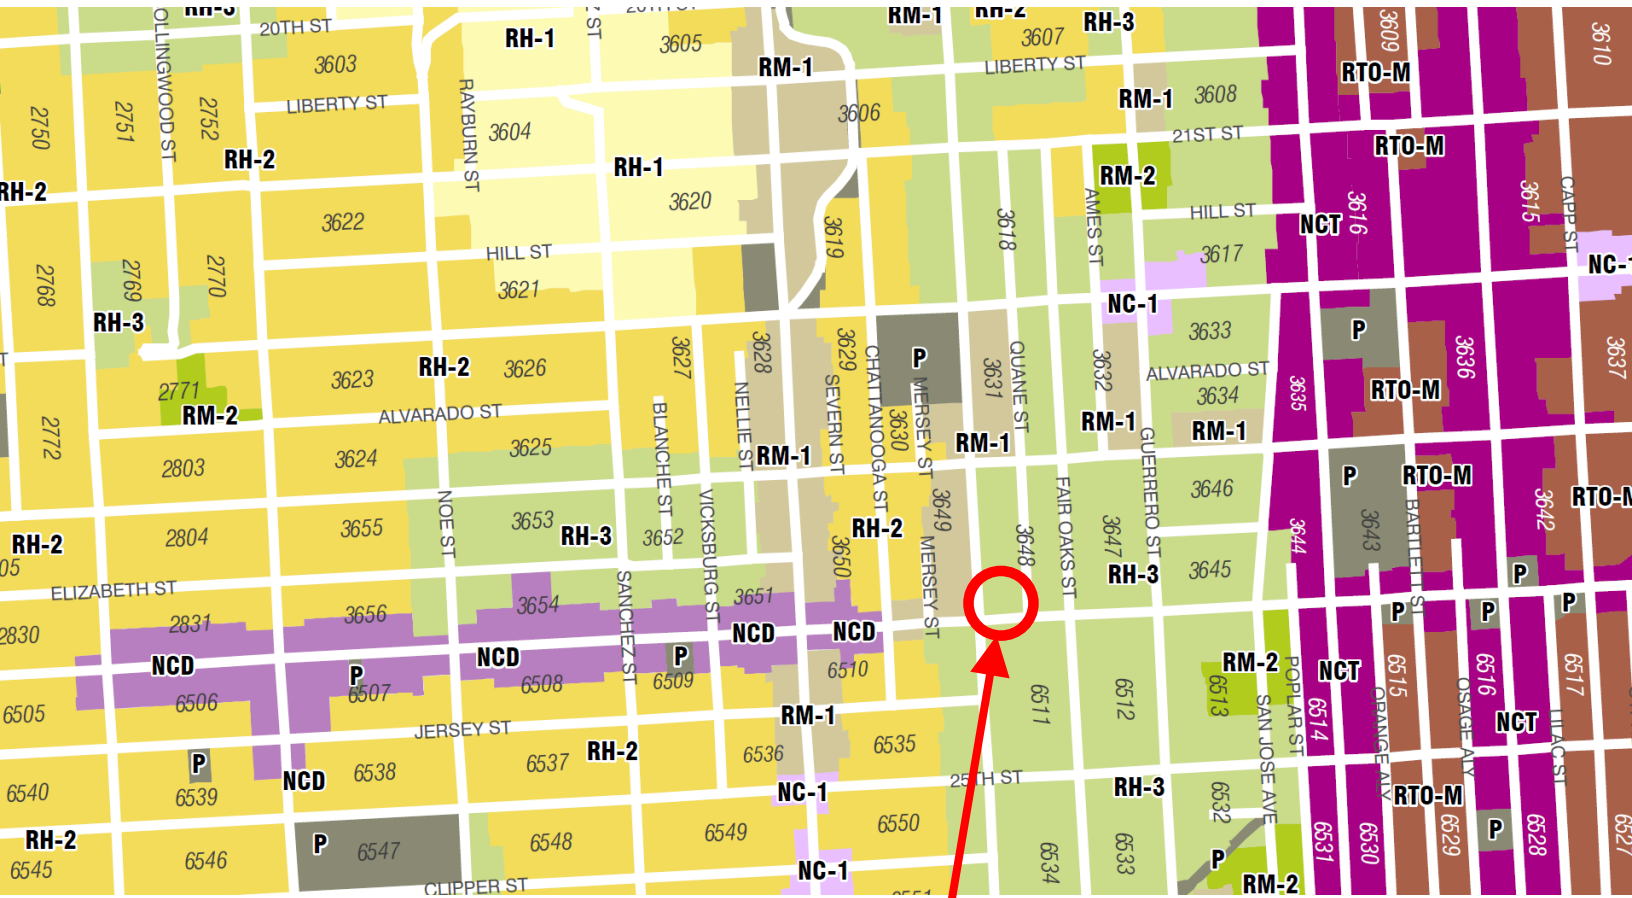 RH-3
20TH ST
RM-1
RH-2
RH-3
3609
3610
OLLINGWOOD ST
RH-1
3605
3607
3603
RM-1
LIBERTY ST
RTO-M
2750
2751
2752
LIBERTY ST
RAYBURN ST
3604
3606
RM-1
3608
21ST ST
RTO-M
RH-2
RH-1
RM-2
RH-2
3622
3620
3619
3618
AMES ST
HILL ST
NCT
3616
3615
CAPP ST
HILL ST
3617
NC-1
2768
2769
2770
3621
NC-1
RH-3
3633
P
RH-2
3626
3627
3628
3629
P
QUANE ST
3632
ALVARADO ST
3636
3637
2771
3623
NELLIE ST
SEVERN ST
CHATTANOOGA ST
MERSEY ST
3631
3634
3635
RTO-M
RM-2
ALVARADO ST
BLANCHE ST
3630
RM-1
RM-1
RM-1
2772
2803
3624
3625
RM-1
GUERRERO ST
P
RTO-M
3646
NOE ST
VICKSBURG ST
3649
FAIR OAKS ST
RTO-M
RH-2
2804
3655
3653
RH-3
3652
RH-2
3650
MERSEY ST
3648
3647
3644
3643
BARTLETT ST
3642
05
ELIZABETH ST
RH-3
3645
P
2830
2831
3656
3654
SANCHEZ ST
3651
P
P
P
NCD
P
NCD
P
NCD
NCD
RM-2
POPLAR ST
NCT
6505
6506
6507
6508
6509
6510
6511
6512
6513
SAN JOSE AVE
6514
ORANGE ALY
6515
OSAGE ALY
6516
6517
RM-1
NCT
LILAC ST
JERSEY ST
RH-2
6536
6535
P
6538
6537
25TH ST
6540
6539
NCD
NC-1
RH-3
6532
RTO-M
RH-2
P
6547
6548
6549
6550
6534
6533
P
6531
6530
6529
P
6528
6527
6545
6546
CLIPPER ST
NC-1
RM-2